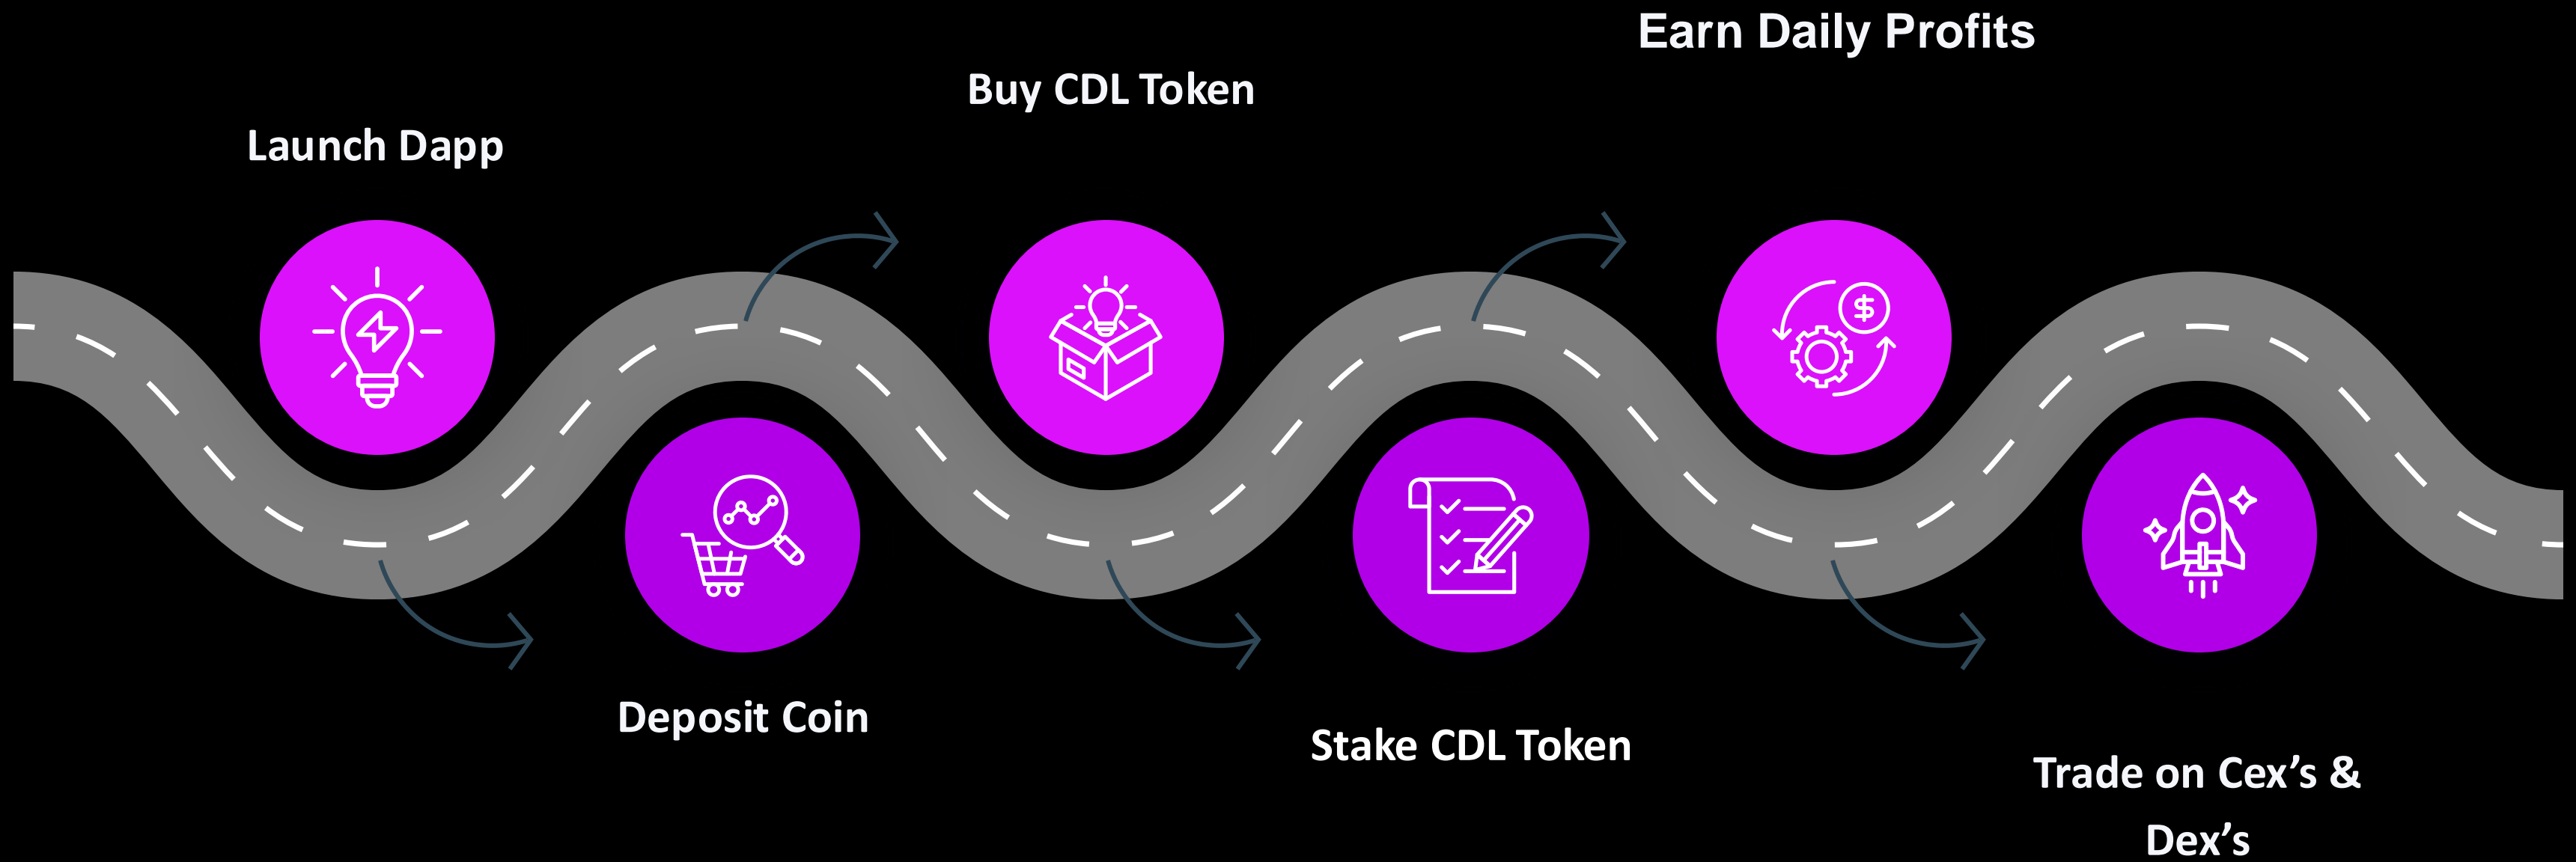 Launch Dapp
Deposit Coin
Buy CDL Token
Stake CDL Token
Earn Daily Profits
Trade on Cex’s &
Dex’s